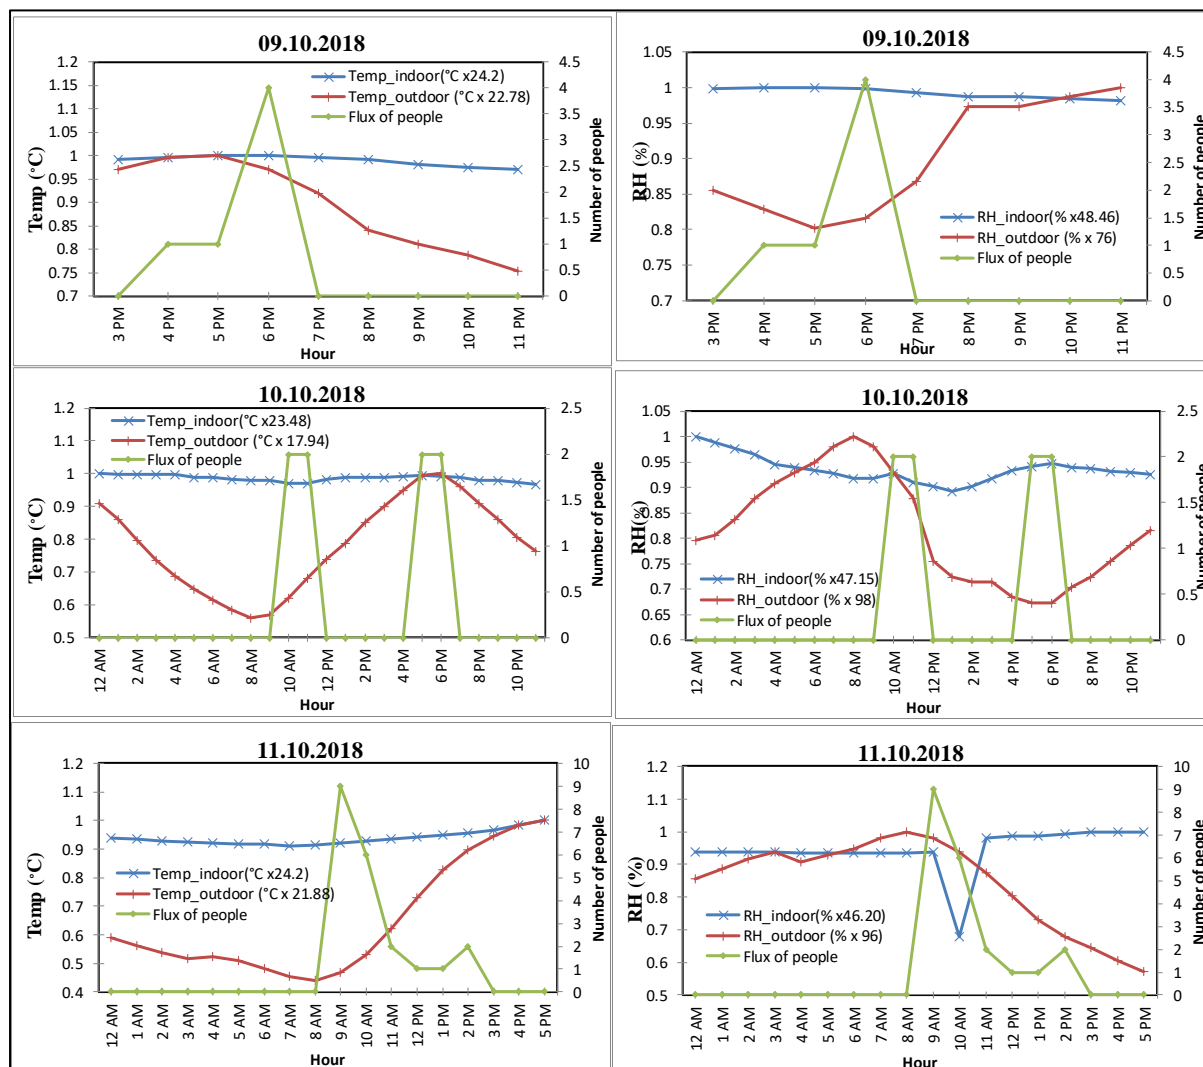 09.10.2018
Temp_indoor(°C x24.2)
Temp_outdoor (°C x 22.78)
Flux of people
Temp (°C)
1.2
1.15
1.1
1.05
1
0.95
0.9
0.85
0.8
0.75
0.7
4.5
4
3.5
3
2.5
2
1.5
1
0.5
0
Number of people
3 PM
4 PM
5 PM
6 PM
7 PM
8 PM
9 PM
10 PM
11 PM
Hour
09.10.2018
RH (%)
1.05
1
0.95
0.9
0.85
0.8
0.75
0.7
RH_indoor(% x48.46)
RH_outdoor (% x 76)
Flux of people
4.5
4
3.5
3
2.5
2
1.5
1
0.5
0
Number of people
3 PM
4 PM
5 PM
6 PM
7 PM
8 PM
9 PM
10 PM
11 PM
Hour
10.10.2018
Temp_indoor(°C x23.48)
Temp_outdoor (°C x 17.94)
Flux of people
Temp (°C)
1.2
1.1
1
0.9
0.8
0.7
0.6
0.5
2.5
2
1.5
1
0.5
0
Number of people
12 AM
2 AM
4 AM
6 AM
8 AM
10 AM
12 PM
2 PM
4 PM
6 PM
8 PM
10 PM
Hour
10.10.2018
RH(%)
1.05
1
0.95
0.9
0.85
0.8
0.75
0.7
0.65
0.6
RH_indoor(% x47.15)
RH_outdoor (% x 98)
Flux of people
2.5
2
1.5
1
0.5
0
Number of people
12 AM
2 AM
4 AM
6 AM
8 AM
10 AM
12 PM
2 PM
4 PM
6 PM
8 PM
10 PM
Hour
11.10.2018
Temp (°C)
1.2
1.1
1
0.9
0.8
0.7
0.6
0.5
0.4
Temp_indoor(°C x24.2)
Temp_outdoor (°C x 21.88)
Flux of people
10
9
8
7
6
5
4
3
2
1
0
Number of people
12 AM
1 AM
2 AM
3 AM
4 AM
5 AM
6 AM
7 AM
8 AM
9 AM
10 AM
11 AM
12 PM
1 PM
2 PM
3 PM
4 PM
5 PM
Hour
11.10.2018
RH (%)
1.2
1.1
1
0.9
0.8
0.7
0.6
0.5
RH_indoor(% x46.20)
RH_outdoor (% x 96)
Flux of people
10
9
8
7
6
5
4
3
2
1
0
Number of people
12 AM
1 AM
2 AM
3 AM
4 AM
5 AM
6 AM
7 AM
8 AM
9 AM
10 AM
11 AM
12 PM
1 PM
2 PM
3 PM
4 PM
5 PM
Hour